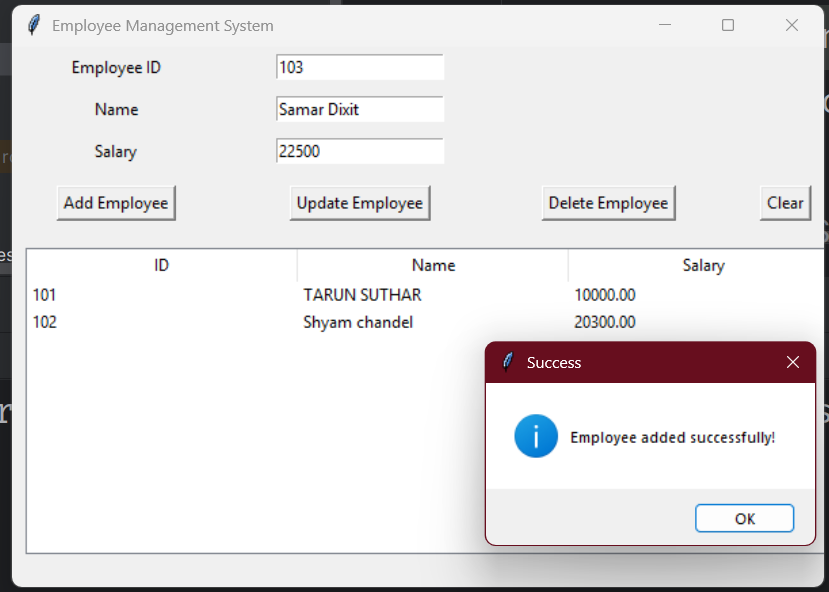 Employee Management System
Employee ID 103
Name Samar Dixit
Salary 22500
Add Employee Update Employee Delete Employee Clear
ID Name Salary
101 TARUN SUTHAR 10000.00
102 Shyam chandel 20300.00
Success
Employee added successfully!
OK